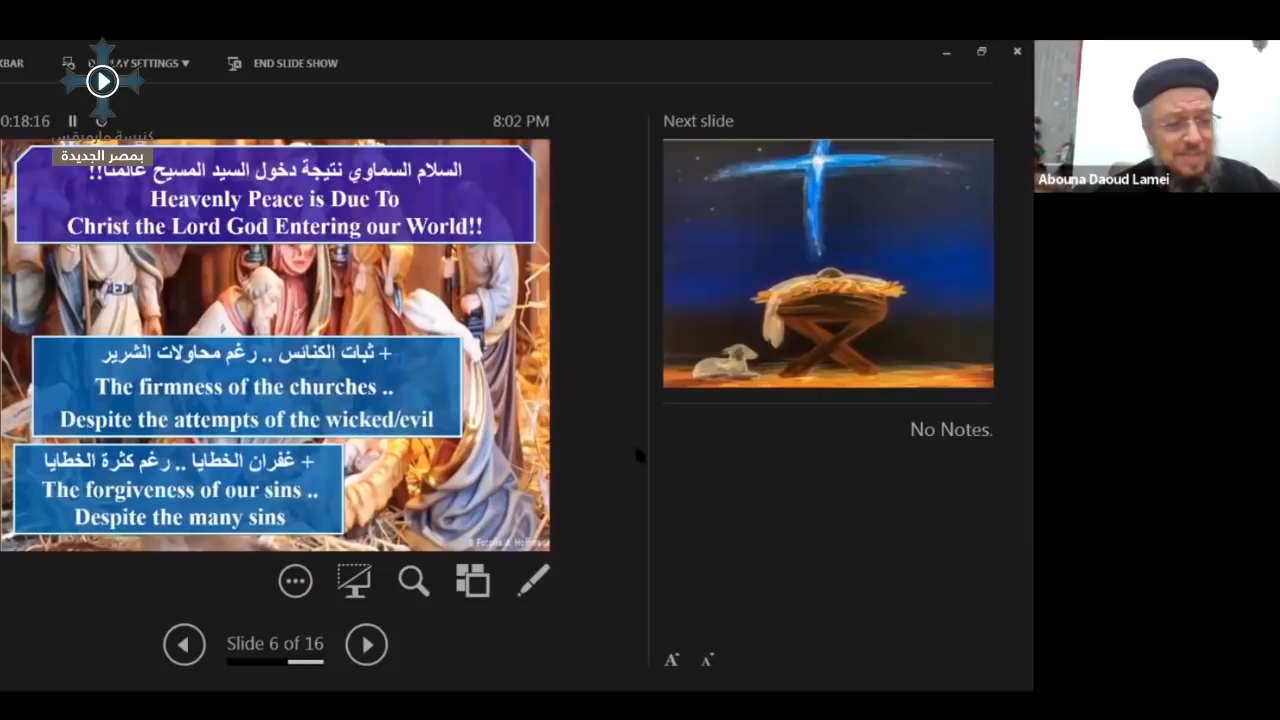 KBAR
DISPLAY SETTINGS ▼
END SLIDE SHOW
0:18:16
8:02 PM
Next slide
كنيسة مارمرقس
بمصر الجديدة
السلام السماوي نتيجة دخول السيد المسيح عالمنا!!
Heavenly Peace is Due To
Christ the Lord God Entering our World!!
+ ثبات الكنائس .. رغم محاولات الشرير
The firmness of the churches ..
Despite the attempts of the wicked/evil
+ غفران الخطايا .. رغم كثرة الخطايا
The forgiveness of our sins ..
Despite the many sins
No Notes.
Slide 6 of 16
A A
Abouna Daoud Lamei